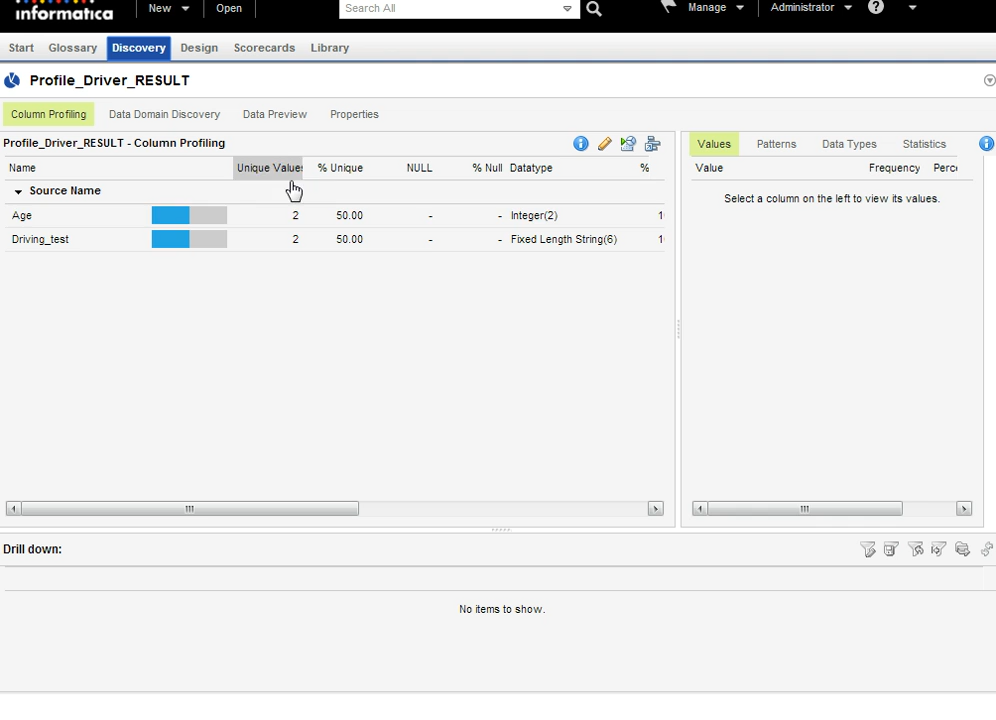 informatica New Open Search All Manage Administrator
Start Glossary Discovery Design Scorecards Library
Profile_Driver_RESULT
Column Profiling Data Domain Discovery Data Preview Properties
Profile_Driver_RESULT - Column Profiling
Name Unique Values % Unique NULL % Null Datatype %
Source Name
Age 2 50.00 - - Integer(2) 1
Driving_test 2 50.00 - - Fixed Length String(6) 1
Values Patterns Data Types Statistics
Value Frequency Perc
Select a column on the left to view its values.
Drill down:
No items to show.